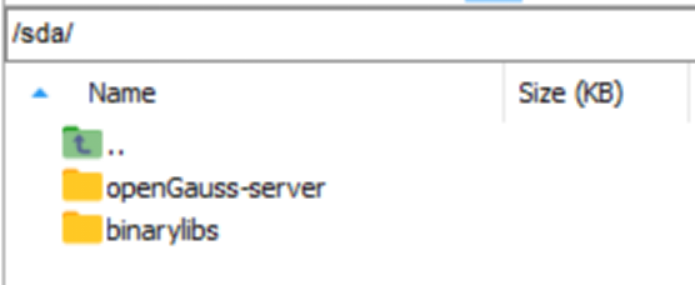 /sda/
Name Size (KB)
..
openGauss-server
binarylibs